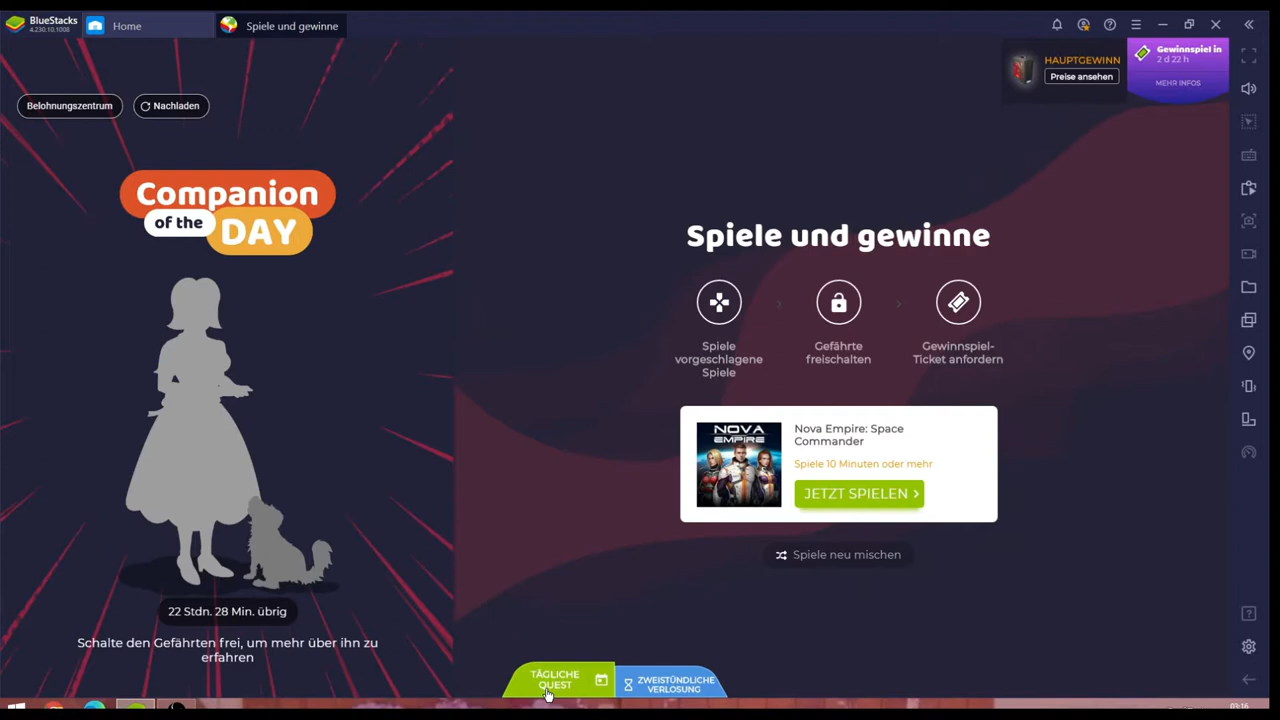 BlueStacks
4.230.10.1008
Home
Spiele und gewinne
HAUPTGEWINN
Preise ansehen
Gewinnspiel in
2 d 22 h
MEHR INFOS
Belohnungszentrum
Nachladen
Companion
of the
DAY
Spiele und gewinne
Spiele
vorgeschlagene
Spiele
Gefährte
freischalten
Gewinnspiel-
Ticket anfordern
NOVA
EMPIRE
Nova Empire: Space
Commander
Spiele 10 Minuten oder mehr
JETZT SPIELEN
Spiele neu mischen
22 Stdn. 28 Min. übrig
Schalte den Gefährten frei, um mehr über ihn zu
erfahren
TÄGLICHE
QUEST
ZWEISTÜNDLICHE
VERLOSUNG
03:16